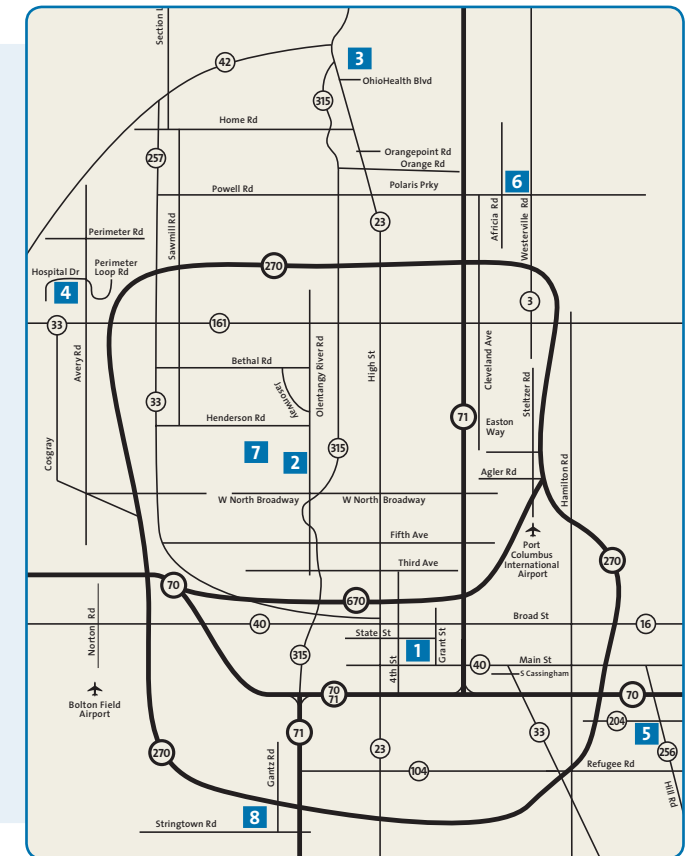 Section L
42
3
OhioHealth Blvd
315
Home Rd
Orangepoint Rd
257
Orange Rd
Powell Rd
Polaris Prky
6
Africia Rd
Westerville Rd
Sawmill Rd
23
Perimeter Rd
270
Hospital Dr
Perimeter
Loop Rd
4
3
33
161
Avery Rd
Bethal Rd
Jasonway
Olentangy River Rd
High St
Cleveland Ave
Steltzer Rd
33
Henderson Rd
71
Easton
Way
Cosgray
7
2
315
Agler Rd
Hamilton Rd
W North Broadway
W North Broadway
Fifth Ave
Port
Columbus
International
Airport
270
Third Ave
70
670
Norton Rd
40
Broad St
16
State St
1
Grant St
4th St
315
40
Main St
S Cassingham
Bolton Field
Airport
70
71
70
71
33
204
5
23
256
270
Gantz Rd
104
Refugee Rd
Hill Rd
8
Stringtown Rd